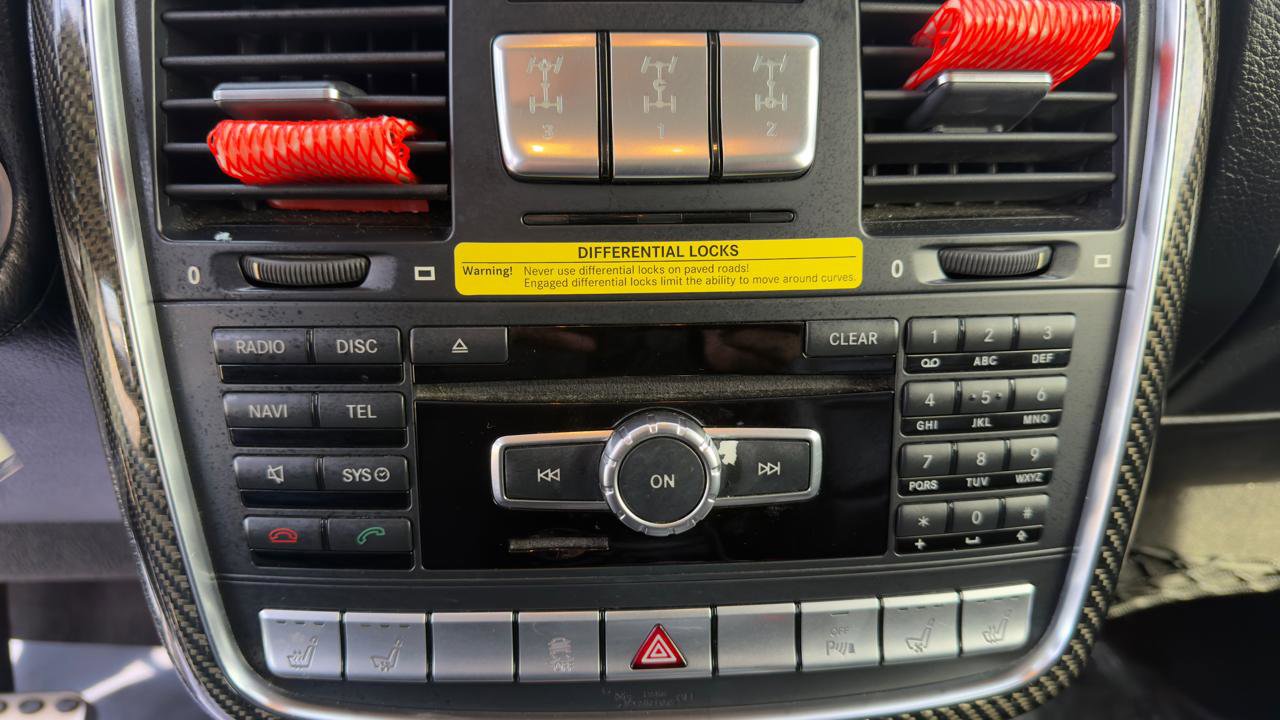 3 1 2
DIFFERENTIAL LOCKS
Warning! Never use differential locks on paved roads!
Engaged differential locks limit the ability to move around curves.
0 0
RADIO DISC CLEAR 1 2 3
ABC DEF
NAVI TEL 4 5 6
GHI JKL MNO
SYS 7 8 9
PQRS TUV WXYZ
ON
* 0 #
+
OFF OFF